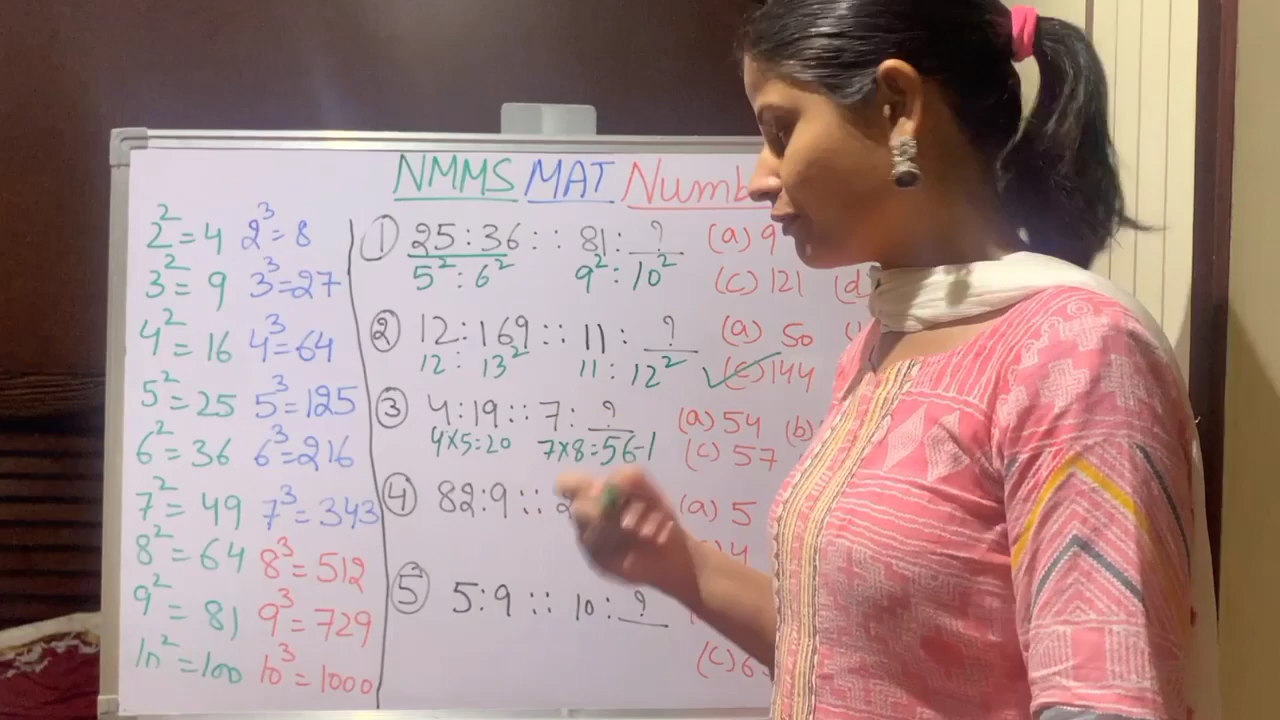 NMMS MAT
2² = 4
3² = 9
4² = 16
5² = 25
6² = 36
7² = 49
8² = 64
9² = 81
10² = 100
2³ = 8
3³ = 27
4³ = 64
5³ = 125
6³ = 216
7³ = 343
8³ = 512
9³ = 729
10³ = 1000
① 25 : 36 :: 81 : ?
5² : 6² 9² : 10²
(a) 9
(c) 121 (d)
② 12 : 169 :: 11 : ?
12 : 13² 11 : 12²
(a) 50
✓ (c) 144
③ 4 : 19 :: 7 : ?
4×5=20 7×8=56-1
(a) 54 (b)
(c) 57
④ 82 : 9 ::
(a) 5
4
⑤ 5 : 9 :: 10 : ?
(c) 6